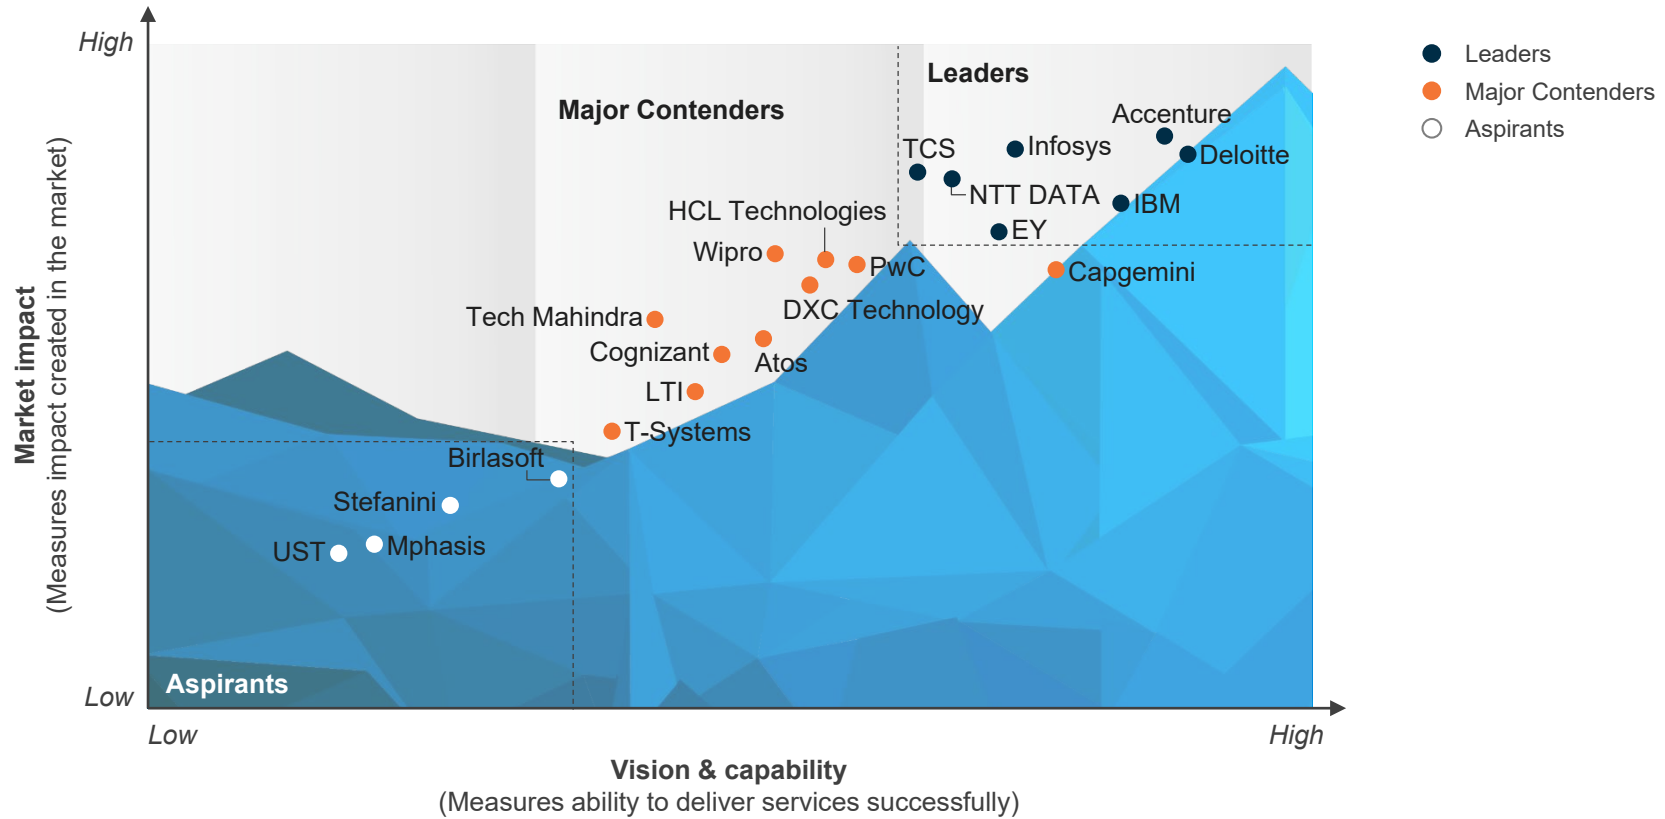 High
Leaders
Leaders
Major Contenders
Major Contenders
Aspirants
Accenture
TCS
Infosys
Deloitte
NTT DATA
IBM
HCL Technologies
EY
Wipro
PwC
Capgemini
DXC Technology
Tech Mahindra
Cognizant
Atos
LTI
T-Systems
Birlasoft
Stefanini
UST
Mphasis
Aspirants
Market impact
(Measures impact created in the market)
Low
Low
High
Vision & capability
(Measures ability to deliver services successfully)